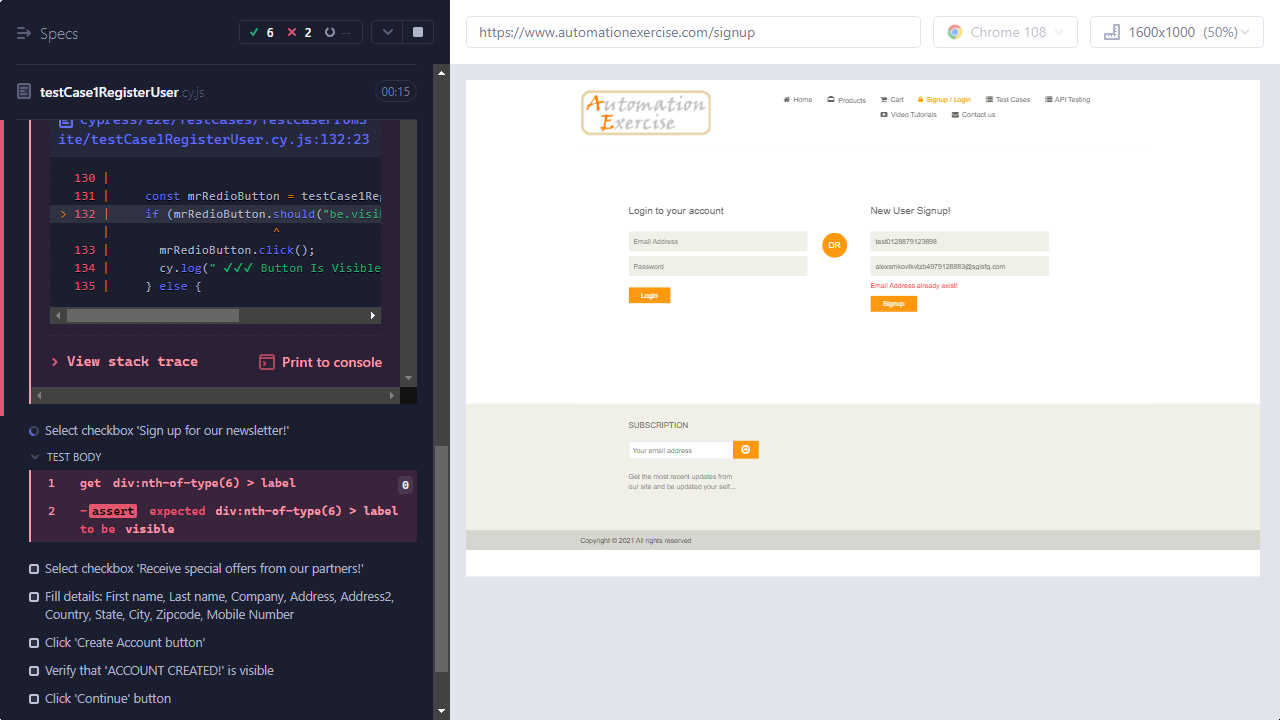 Specs
6 2 --
testCase1RegisterUser.cy.js 00:15
cypress/e2e/TestCases/TestCaseFromS
ite/testCase1RegisterUser.cy.js:132:23
130 |
131 | const mrRedioButton = testCase1Reg
> 132 | if (mrRedioButton.should("be.visib
| ^
133 | mrRedioButton.click();
134 | cy.log(" ✓✓✓ Button Is Visible
135 | } else {
View stack trace
Print to console
Select checkbox 'Sign up for our newsletter!'
TEST BODY
1 get div:nth-of-type(6) > label 0
2 -assert expected div:nth-of-type(6) > label
to be visible
Select checkbox 'Receive special offers from our partners!'
Fill details: First name, Last name, Company, Address, Address2,
Country, State, City, Zipcode, Mobile Number
Click 'Create Account button'
Verify that 'ACCOUNT CREATED!' is visible
Click 'Continue' button
https://www.automationexercise.com/signup
Chrome 108
1600x1000 (50%)
Automation
Exercise
Home Products Cart Signup / Login Test Cases API Testing
Video Tutorials Contact us
Login to your account
Email Address
Password
Login
OR
New User Signup!
test0128879123898
alexsmkovtkvtzb4979128883@sgisfg.com
Email Address already exist!
Signup
SUBSCRIPTION
Your email address
Get the most recent updates from
our site and be updated your self...
Copyright © 2021 All rights reserved